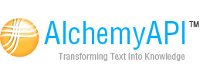 AlchemyAPI™
Transforming Text Into Knowledge